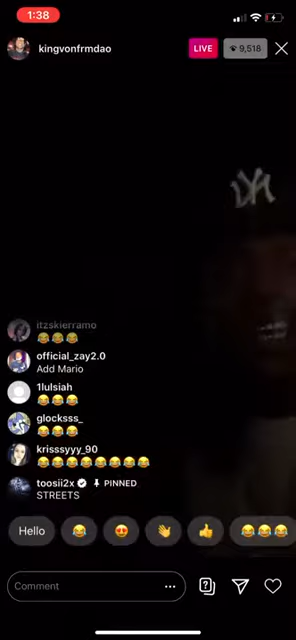 1:38
kingvonfrmdao
LIVE
9,518
itzskierramo
😂😂😂
official_zay2.0
Add Mario
1lulsiah
😂😂😂
glocksss_
😂😂😂
krisssyyy_90
😂😂😂😂😂😂😂😂
toosii2x PINNED
STREETS
Hello 😂 😍 👋 👍 😂😂😂
Comment